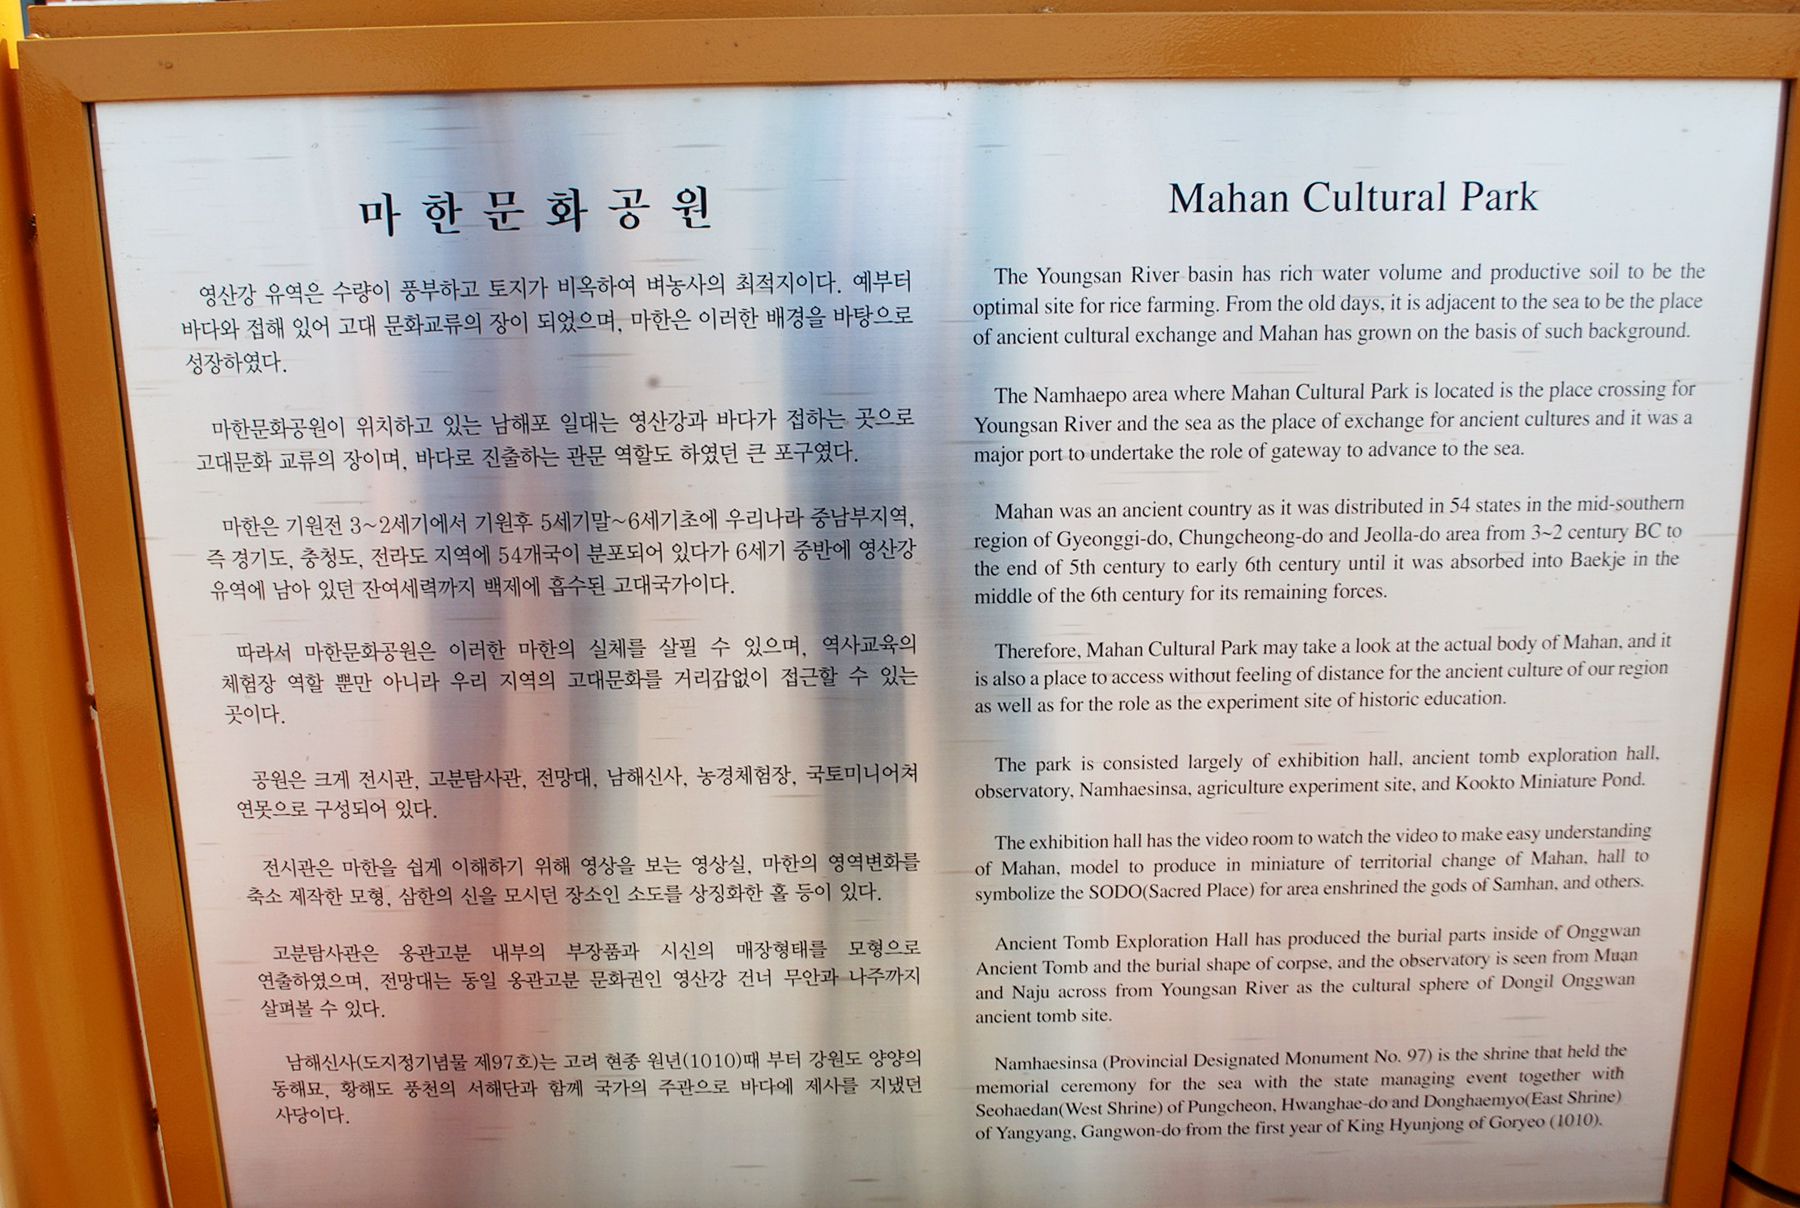 마한문화공원
영산강 유역은 수량이 풍부하고 토지가 비옥하여 벼농사의 최적지이다. 예부터
바다와 접해 있어 고대 문화교류의 장이 되었으며, 마한은 이러한 배경을 바탕으로
성장하였다.
마한문화공원이 위치하고 있는 남해포 일대는 영산강과 바다가 접하는 곳으로
고대문화 교류의 장이며, 바다로 진출하는 관문 역할도 하였던 큰 포구였다.
마한은 기원전 3~2세기에서 기원후 5세기말~6세기초에 우리나라 중남부지역,
즉 경기도, 충청도, 전라도 지역에 54개국이 분포되어 있다가 6세기 중반에 영산강
유역에 남아 있던 잔여세력까지 백제에 흡수된 고대국가이다.
따라서 마한문화공원은 이러한 마한의 실체를 살필 수 있으며, 역사교육의
체험장 역할 뿐만 아니라 우리 지역의 고대문화를 거리감없이 접근할 수 있는
곳이다.
공원은 크게 전시관, 고분탐사관, 전망대, 남해신사, 농경체험장, 국토미니어쳐
연못으로 구성되어 있다.
전시관은 마한을 쉽게 이해하기 위해 영상을 보는 영상실, 마한의 영역변화를
축소 제작한 모형, 삼한의 신을 모시던 장소인 소도를 상징화한 홀 등이 있다.
고분탐사관은 옹관고분 내부의 부장품과 시신의 매장형태를 모형으로
연출하였으며, 전망대는 동일 옹관고분 문화권인 영산강 건너 무안과 나주까지
살펴볼 수 있다.
남해신사(도지정기념물 제97호)는 고려 현종 원년(1010)때 부터 강원도 양양의
동해묘, 황해도 풍천의 서해단과 함께 국가의 주관으로 바다에 제사를 지냈던
사당이다.
Mahan Cultural Park
The Youngsan River basin has rich water volume and productive soil to be the
optimal site for rice farming. From the old days, it is adjacent to the sea to be the place
of ancient cultural exchange and Mahan has grown on the basis of such background.
The Namhaepo area where Mahan Cultural Park is located is the place crossing for
Youngsan River and the sea as the place of exchange for ancient cultures and it was a
major port to undertake the role of gateway to advance to the sea.
Mahan was an ancient country as it was distributed in 54 states in the mid-southern
region of Gyeonggi-do, Chungcheong-do and Jeolla-do area from 3~2 century BC to
the end of 5th century to early 6th century until it was absorbed into Baekje in the
middle of the 6th century for its remaining forces.
Therefore, Mahan Cultural Park may take a look at the actual body of Mahan, and it
is also a place to access without feeling of distance for the ancient culture of our region
as well as for the role as the experiment site of historic education.
The park is consisted largely of exhibition hall, ancient tomb exploration hall,
observatory, Namhaesinsa, agriculture experiment site, and Kookto Miniature Pond.
The exhibition hall has the video room to watch the video to make easy understanding
of Mahan, model to produce in miniature of territorial change of Mahan, hall to
symbolize the SODO(Sacred Place) for area enshrined the gods of Samhan, and others.
Ancient Tomb Exploration Hall has produced the burial parts inside of Onggwan
Ancient Tomb and the burial shape of corpse, and the observatory is seen from Muan
and Naju across from Youngsan River as the cultural sphere of Dongil Onggwan
ancient tomb site.
Namhaesinsa (Provincial Designated Monument No. 97) is the shrine that held the
memorial ceremony for the sea with the state managing event together with
Seohaedan(West Shrine) of Pungcheon, Hwanghae-do and Donghaemyo(East Shrine)
of Yangyang, Gangwon-do from the first year of King Hyunjong of Goryeo (1010).